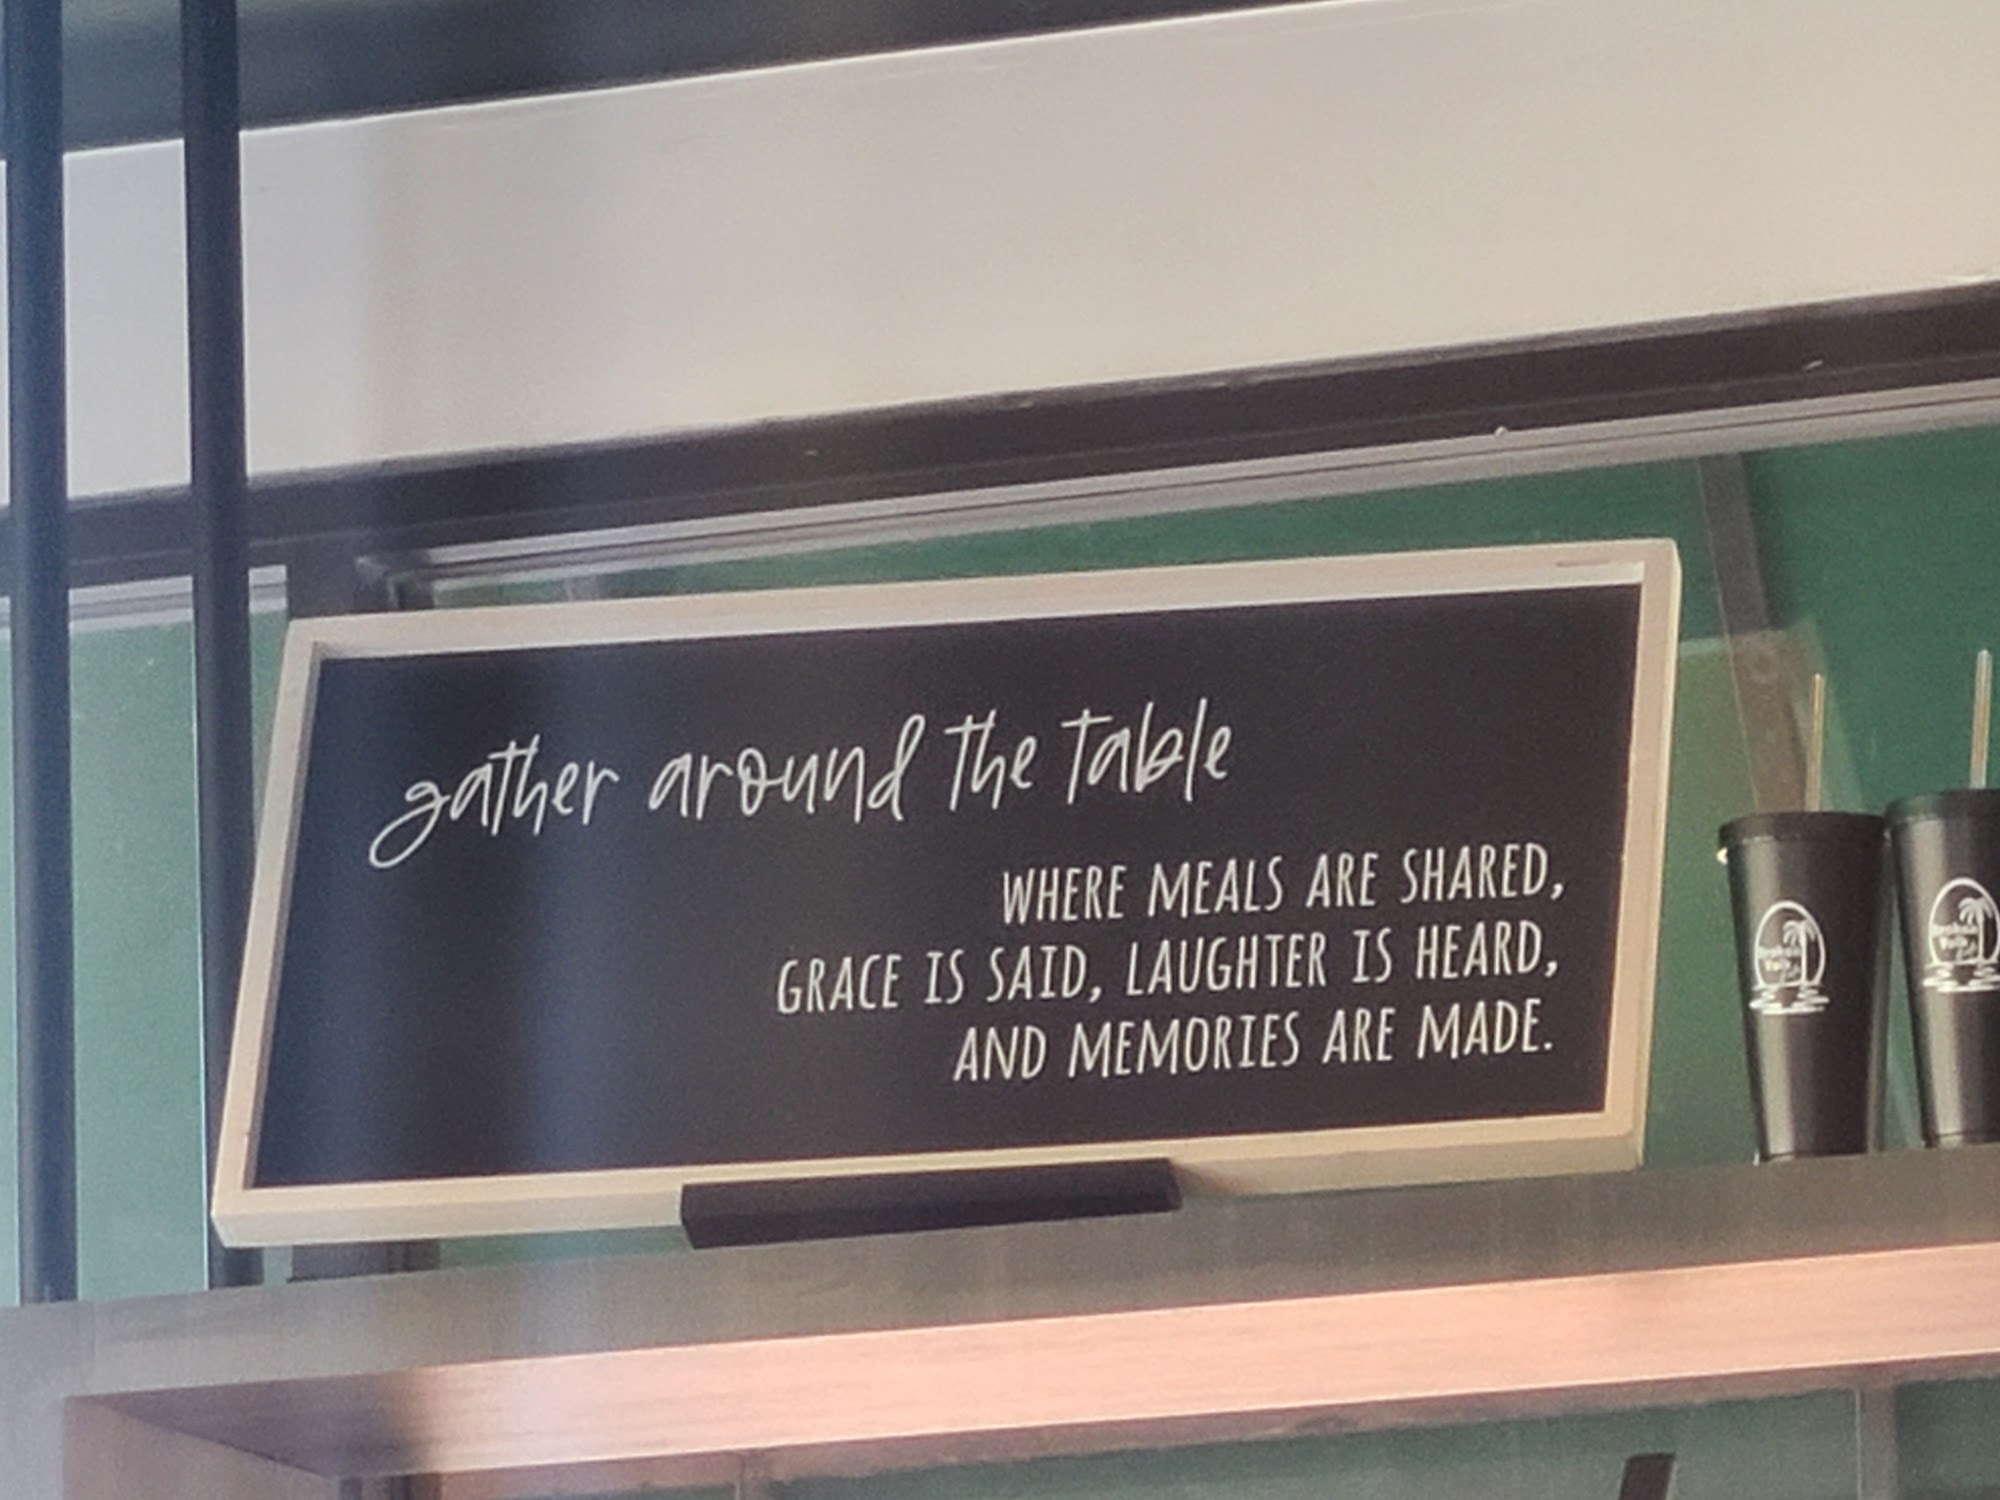 gather around the table
WHERE MEALS ARE SHARED,
GRACE IS SAID, LAUGHTER IS HEARD,
AND MEMORIES ARE MADE.